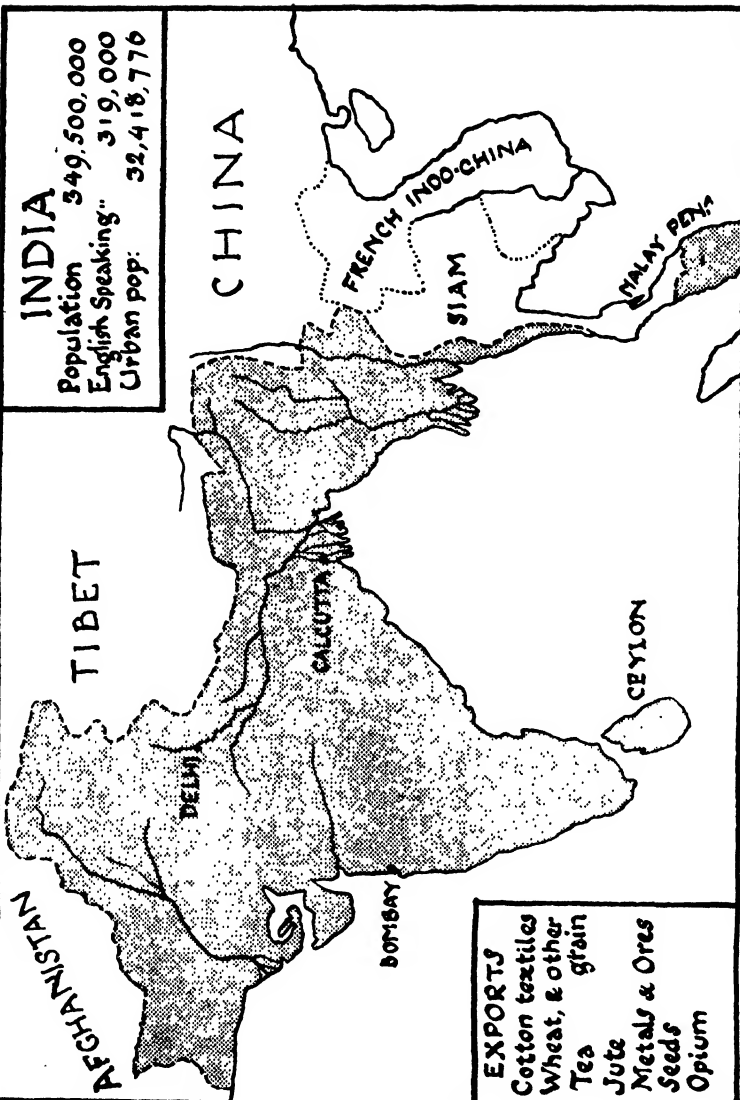 INDIA
Population 349,500,000
English Speaking" 319,000
Urban pop: 32,418,776
AFGHANISTAN
TIBET
CHINA
DELHI
CALCUTTA
BOMBAY
CEYLON
FRENCH INDO-CHINA
SIAM
MALAY PEN.ᴬ
EXPORTS
Cotton textiles
Wheat, & other
grain
Tea
Jute
Metals & Ores
Seeds
Opium